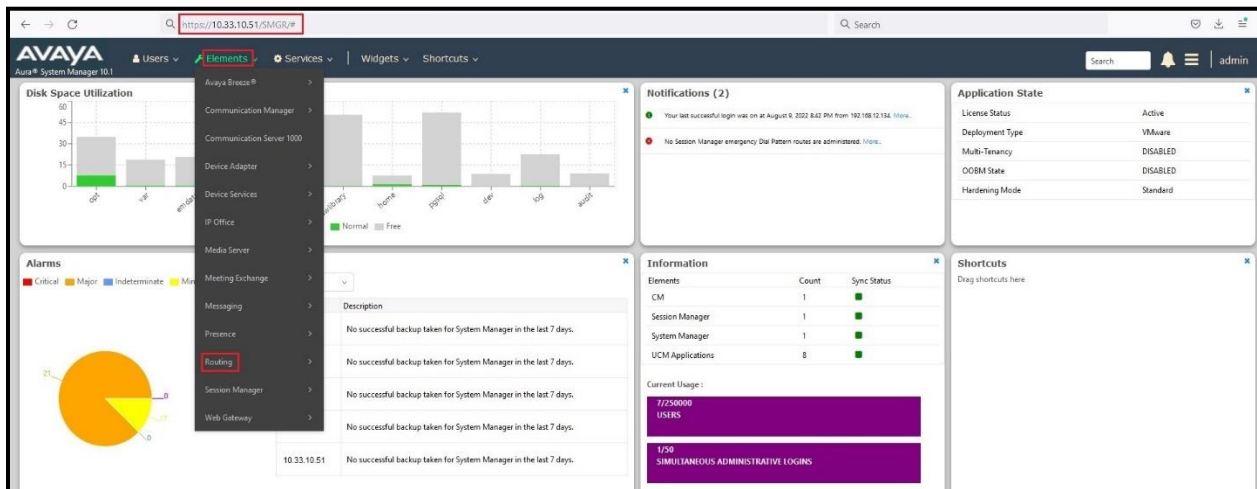 https://10.33.10.51/SMGR/#
Search
AVAYA
Aura® System Manager 10.1
Users
Elements
Services
Widgets
Shortcuts
Search
admin
Avaya Breeze®
Communication Manager
Communication Server 1000
Device Adapter
Device Services
IP Office
Media Server
Meeting Exchange
Messaging
Presence
Routing
Session Manager
Web Gateway
Disk Space Utilization
60
45
30
15
0
opt
var
home
pgsql
dev
log
audit
Normal
Free
Notifications (2)
Your last successful login was on at August 9, 2022 8:42 PM from 192.168.12.134. More..
No Session Manager emergency Dial Pattern routes are administered. More..
Application State
License Status Active
Deployment Type VMware
Multi-Tenancy DISABLED
OOBM State DISABLED
Hardening Mode Standard
Alarms
Critical
Major
Indeterminate
21
0
0
Description
No successful backup taken for System Manager in the last 7 days.
No successful backup taken for System Manager in the last 7 days.
No successful backup taken for System Manager in the last 7 days.
No successful backup taken for System Manager in the last 7 days.
10.33.10.51 No successful backup taken for System Manager in the last 7 days.
Information
Elements Count Sync Status
CM 1
Session Manager 1
System Manager 1
UCM Applications 8
Current Usage :
7/250000
USERS
1/50
SIMULTANEOUS ADMINISTRATIVE LOGINS
Shortcuts
Drag shortcuts here